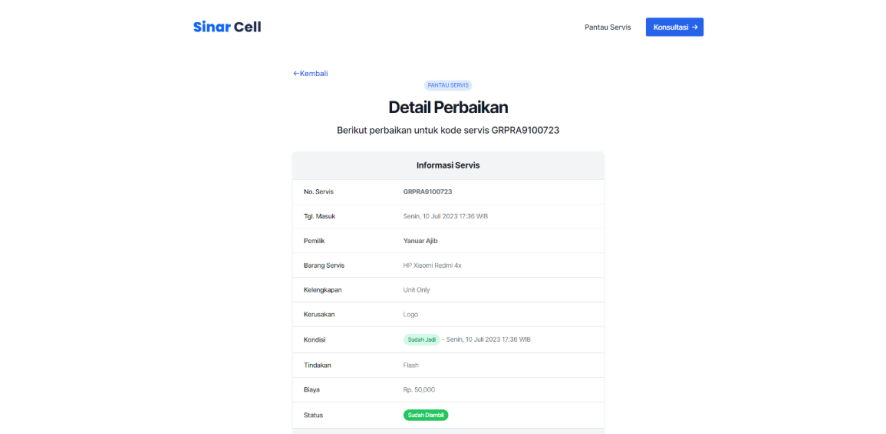 Sinar Cell
Pantau Servis
Konsultasi →
←Kembali
PANTAU SERVIS
Detail Perbaikan
Berikut perbaikan untuk kode servis GRPRA9100723
Informasi Servis
No. Servis GRPRA9100723
Tgl. Masuk Senin, 10 Juli 2023 17:36 WIB
Pemilik Yanuar Ajib
Barang Servis HP Xiaomi Redmi 4x
Kelengkapan Unit Only
Kerusakan Logo
Kondisi Sudah Jadi - Senin, 10 Juli 2023 17:36 WIB
Tindakan Flash
Biaya Rp. 50,000
Status Sudah Diambil